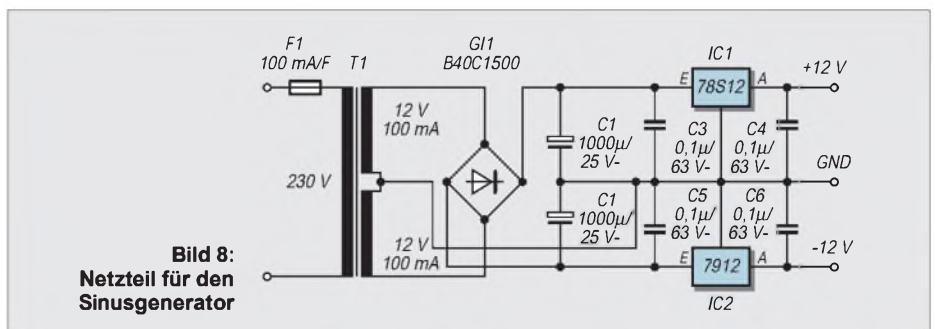 F1
100 mA/F
T1
GI1
B40C1500
IC1
E
78S12
A
+12 V
12 V
100 mA
230 V
C1
1000µ/
25 V-
C3
0,1µ/
63 V-
C4
0,1µ/
63 V-
GND
C1
1000µ/
25 V-
C5
0,1µ/
63 V-
C6
0,1µ/
63 V-
12 V
100 mA
E
7912
A
-12 V
IC2
Bild 8:
Netzteil für den
Sinusgenerator